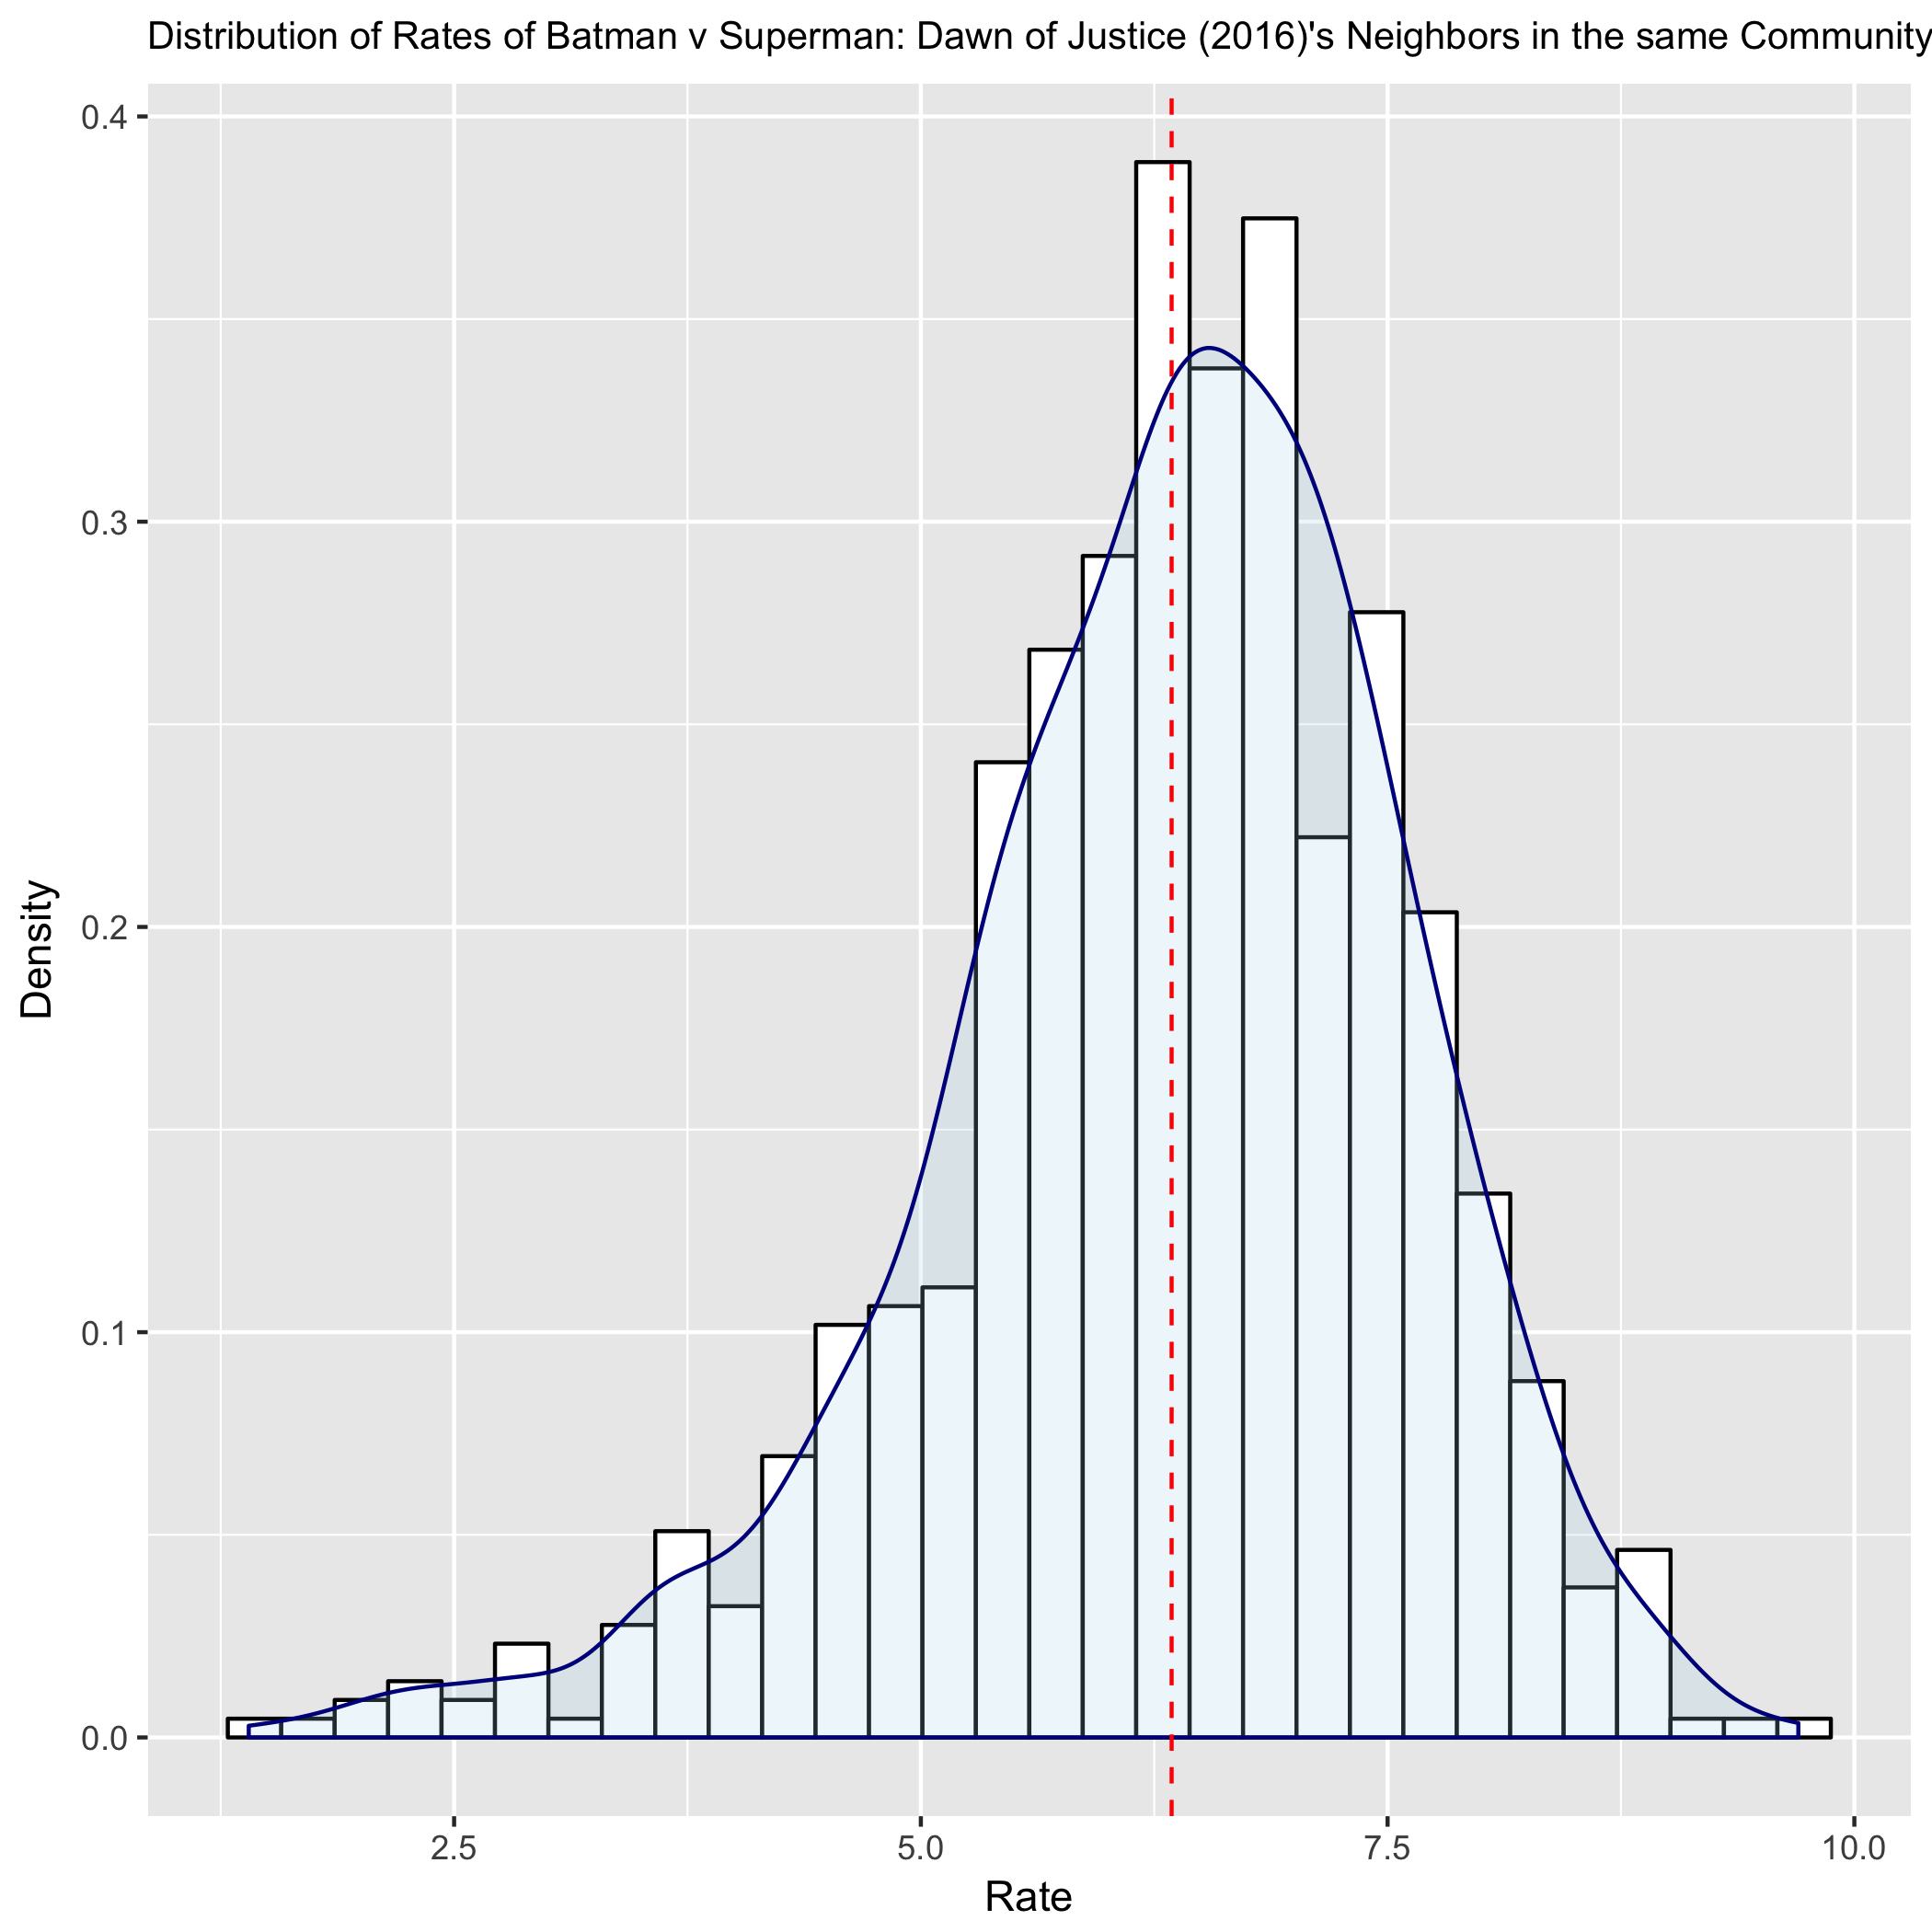 Distribution of Rates of Batman v Superman: Dawn of Justice (2016)'s Neighbors in the same Community
0.4
0.3
0.2
0.1
0.0
Density
2.5 5.0 7.5 10.0
Rate